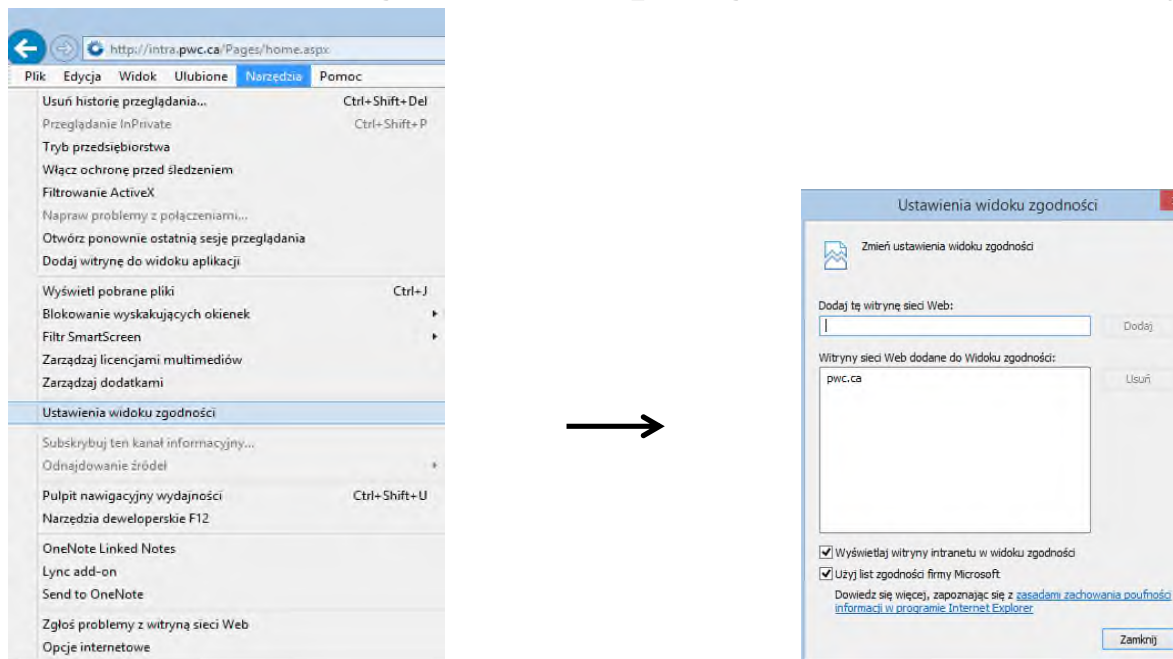 http://intra.pwc.ca/Pages/home.aspx
Plik Edycja Widok Ulubione Narzędzia Pomoc
Usuń historię przeglądania... Ctrl+Shift+Del
Przeglądanie InPrivate Ctrl+Shift+P
Tryb przedsiębiorstwa
Włącz ochronę przed śledzeniem
Filtrowanie ActiveX
Napraw problemy z połączeniami...
Otwórz ponownie ostatnią sesję przeglądania
Dodaj witrynę do widoku aplikacji
Wyświetl pobrane pliki Ctrl+J
Blokowanie wyskakujących okienek
Filtr SmartScreen
Zarządzaj licencjami multimediów
Zarządzaj dodatkami
Ustawienia widoku zgodności
Subskrybuj ten kanał informacyjny...
Odnajdowanie źródeł
Pulpit nawigacyjny wydajności Ctrl+Shift+U
Narzędzia deweloperskie F12
OneNote Linked Notes
Lync add-on
Send to OneNote
Zgłoś problemy z witryną sieci Web
Opcje internetowe
Ustawienia widoku zgodności
Zmień ustawienia widoku zgodności
Dodaj tę witrynę sieci Web:
Dodaj
Witryny sieci Web dodane do Widoku zgodności:
pwc.ca
Usuń
Wyświetlaj witryny intranetu w widoku zgodności
Użyj list zgodności firmy Microsoft
Dowiedz się więcej, zapoznając się z zasadami zachowania poufności
informacji w programie Internet Explorer
Zamknij